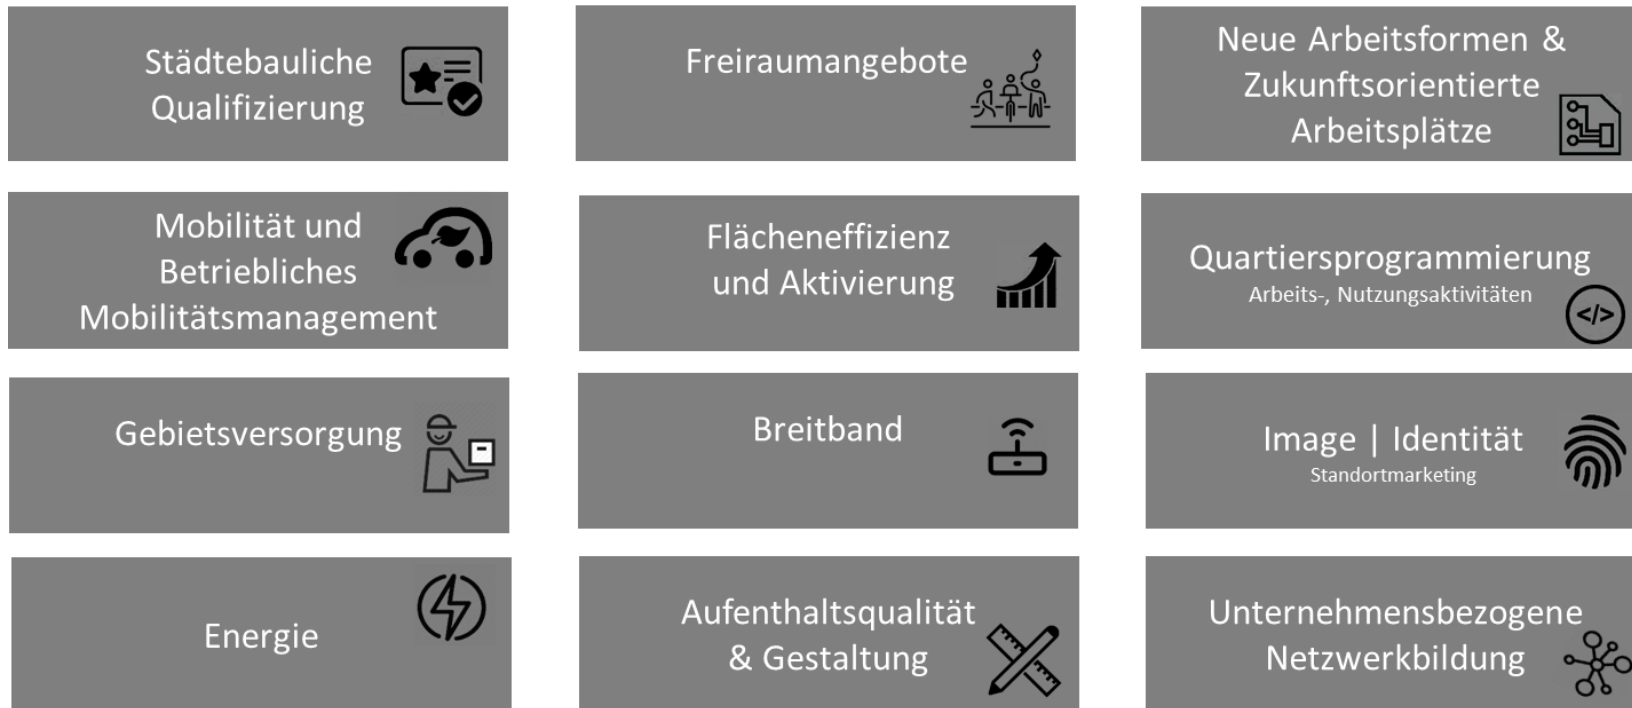 Städtebauliche
Qualifizierung
Freiraumangebote
Neue Arbeitsformen &
Zukunftsorientierte
Arbeitsplätze
Mobilität und
Betriebliches
Mobilitätsmanagement
Flächeneffizienz
und Aktivierung
Quartiersprogrammierung
Arbeits-, Nutzungsaktivitäten
</>
Gebietsversorgung
Breitband
Image | Identität
Standortmarketing
Energie
Aufenthaltsqualität
& Gestaltung
Unternehmensbezogene
Netzwerkbildung